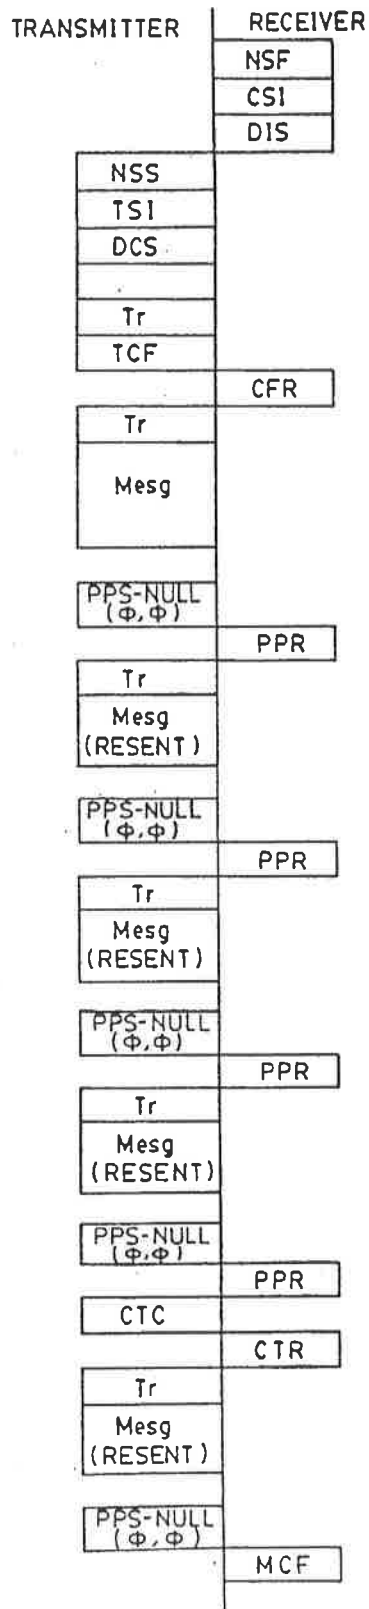 TRANSMITTER RECEIVER
NSF
CSI
DIS
NSS
TSI
DCS
Tr
TCF
CFR
Tr
Mesg
PPS-NULL
(Φ,Φ)
PPR
Tr
Mesg
(RESENT)
PPS-NULL
(Φ,Φ)
PPR
Tr
Mesg
(RESENT)
PPS-NULL
(Φ,Φ)
PPR
Tr
Mesg
(RESENT)
PPS-NULL
(Φ,Φ)
PPR
CTC
CTR
Tr
Mesg
(RESENT)
PPS-NULL
(Φ,Φ)
MCF